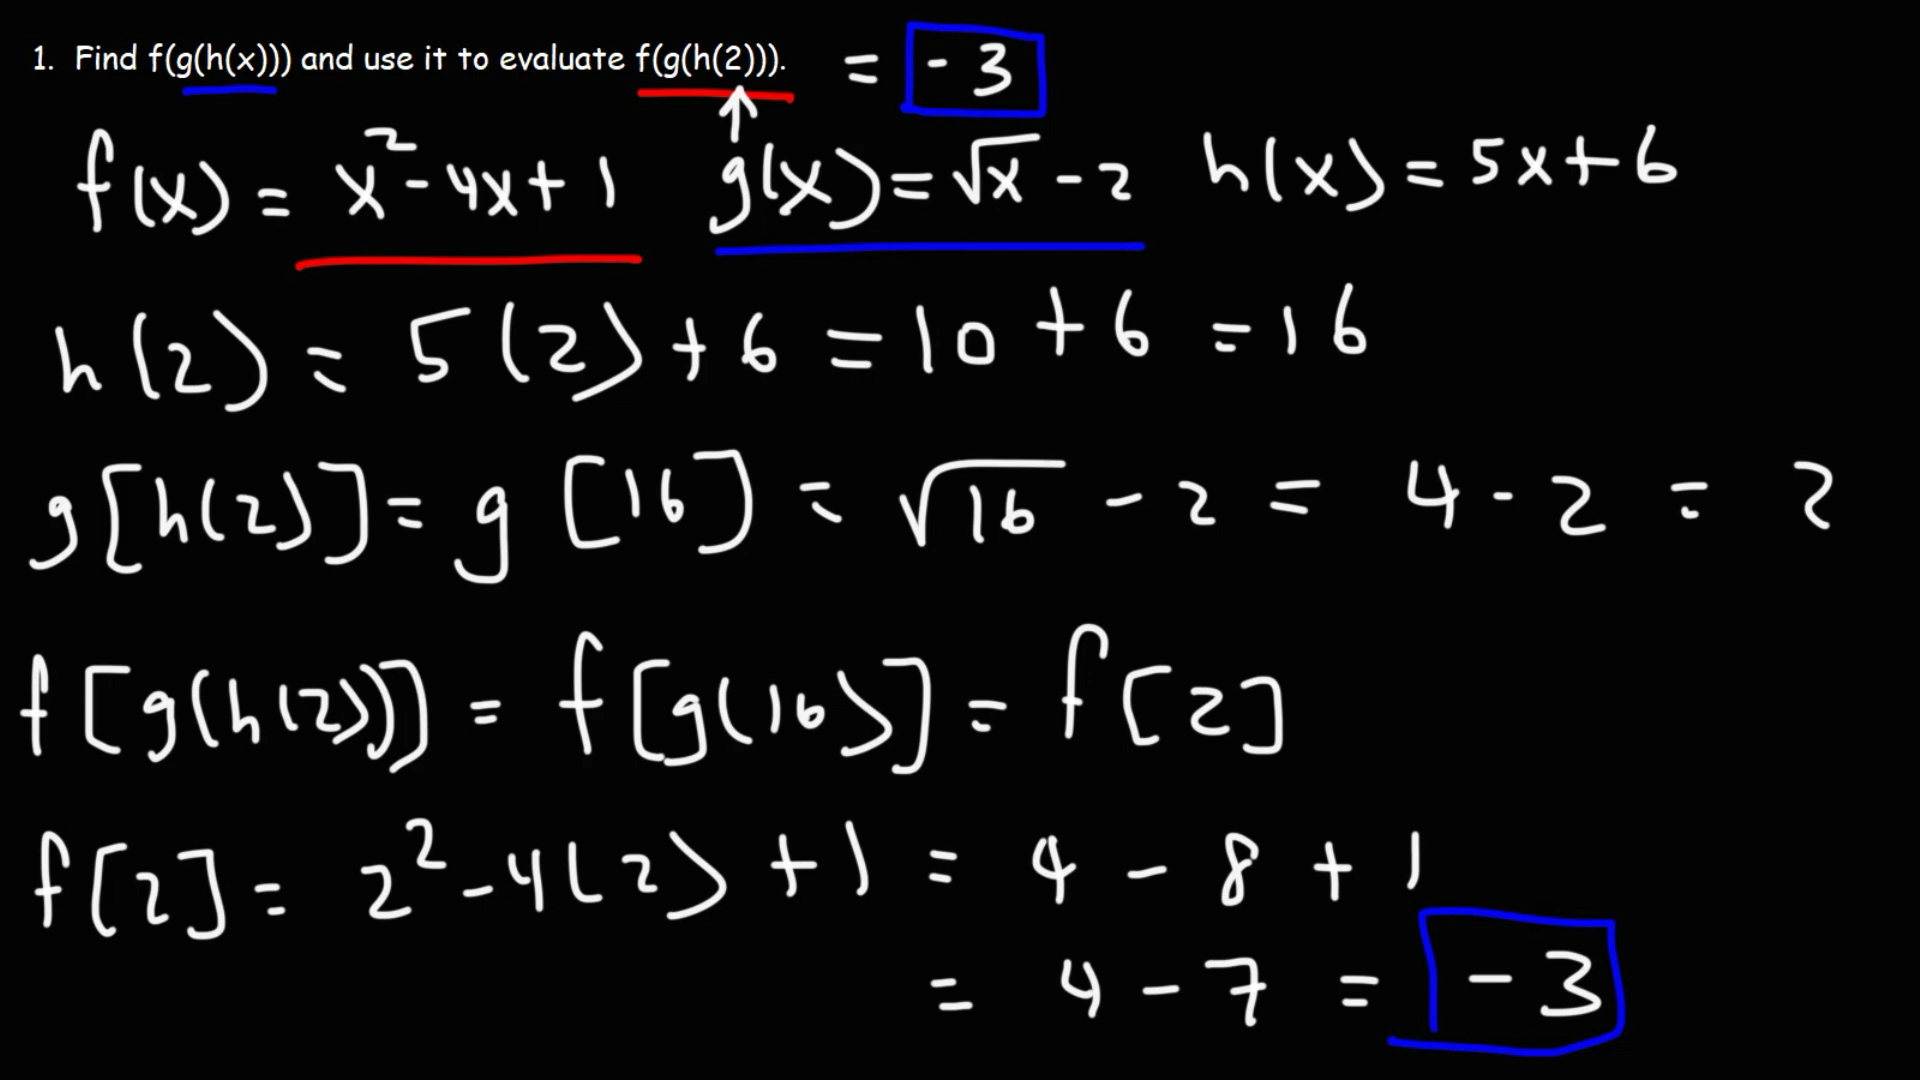 1. Find f(g(h(x))) and use it to evaluate f(g(h(2))). = -3
f(x) = x²-4x+1 g(x)=√x -2 h(x)=5x+6
h(2) = 5(2)+6 =10+6 =16
g[h(2)]= g[16] = √16 -2 = 4-2 = 2
f[g(h(2))] = f[g(16)] = f[2]
f[2]= 2²-4(2)+1 = 4-8+1
= 4-7 = -3